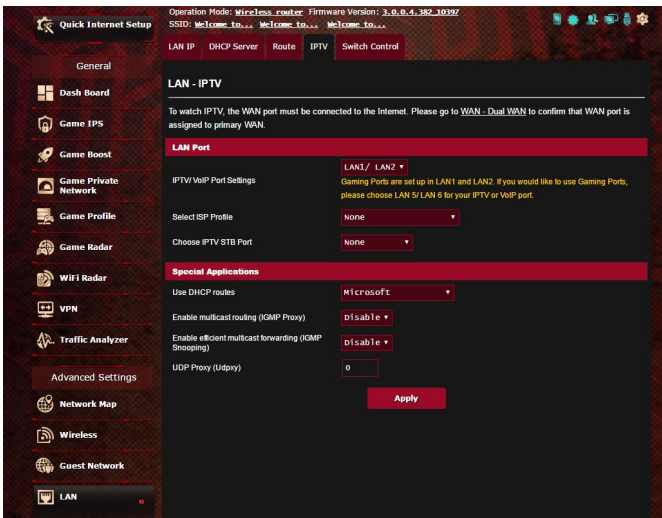 Quick Internet Setup
Operation Mode: Wireless router Firmware Version: 3.0.0.4.382_10397
SSID: Welcome to... Welcome to... Welcome to...
LAN IP DHCP Server Route IPTV Switch Control
General
Dash Board
Game IPS
Game Boost
Game Private
Network
Game Profile
Game Radar
WiFi Radar
VPN
Traffic Analyzer
Advanced Settings
Network Map
Wireless
Guest Network
LAN »
LAN - IPTV
To watch IPTV, the WAN port must be connected to the Internet. Please go to WAN - Dual WAN to confirm that WAN port is
assigned to primary WAN.
LAN Port
IPTV/ VoIP Port Settings
LAN1/ LAN2
Gaming Ports are set up in LAN1 and LAN2. If you would like to use Gaming Ports,
please choose LAN 5/ LAN 6 for your IPTV or VoIP port.
Select ISP Profile None
Choose IPTV STB Port None
Special Applications
Use DHCP routes Microsoft
Enable multicast routing (IGMP Proxy) Disable
Enable efficient multicast forwarding (IGMP
Snooping) Disable
UDP Proxy (Udpxy) 0
Apply